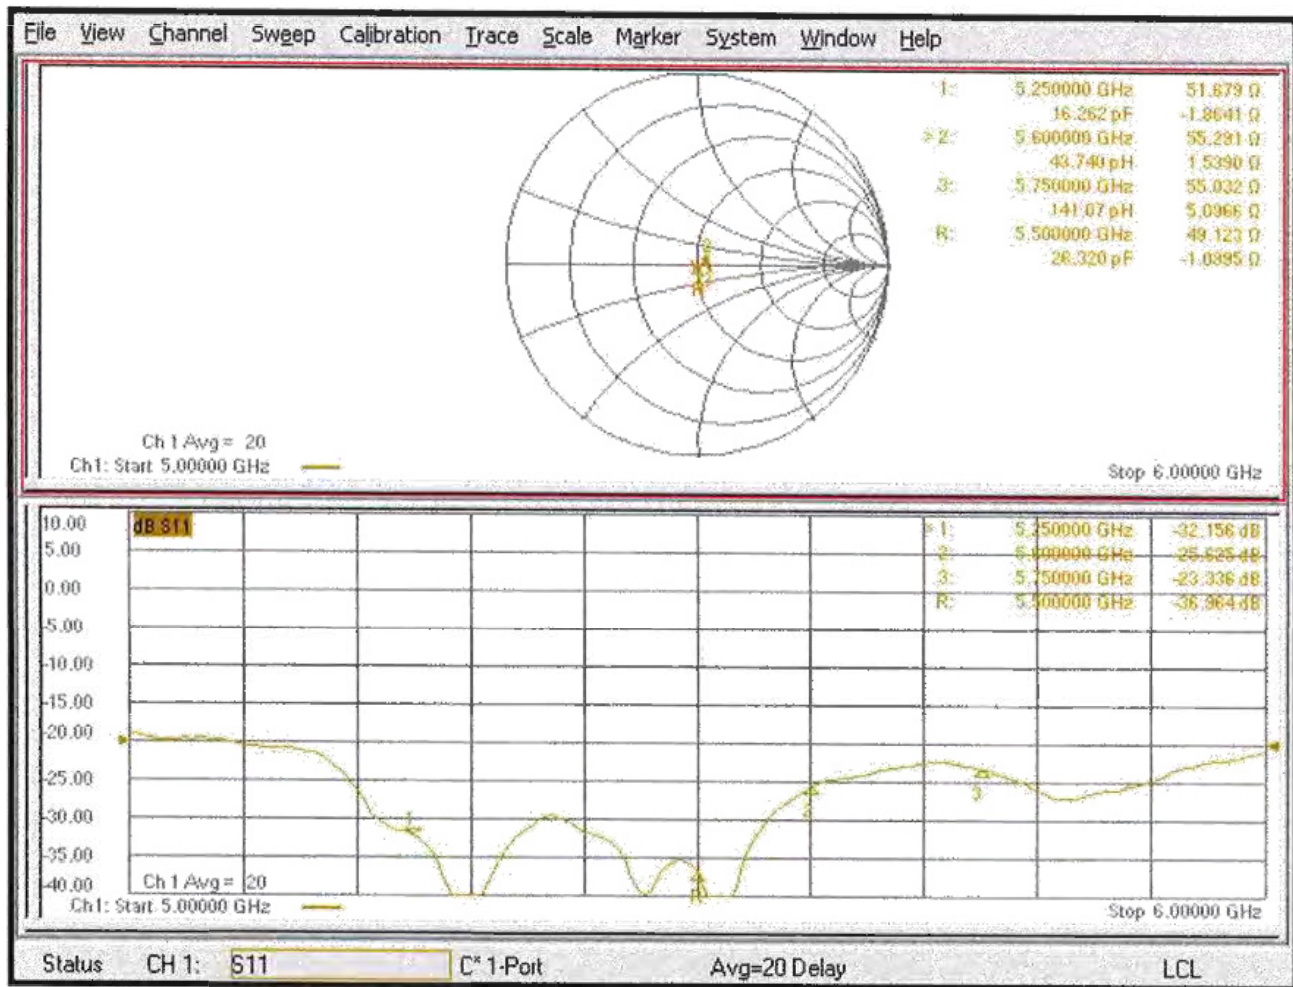 File View Channel Sweep Calibration Trace Scale Marker System Window Help
1: 5.250000 GHz 51.679 Ω
16.262 pF -1.8641 Ω
> 2: 5.600000 GHz 55.291 Ω
43.740 pH 1.5390 Ω
3: 5.750000 GHz 55.032 Ω
141.07 pH 5.0966 Ω
R: 5.500000 GHz 49.123 Ω
26.320 pF -1.0995 Ω
R
Ch 1 Avg = 20
Ch1: Start 5.00000 GHz
Stop 6.00000 GHz
10.00 dB S11 > 1: 5.250000 GHz -32.156 dB
5.00 2: 5.600000 GHz -25.625 dB
3: 5.750000 GHz -23.336 dB
0.00 R: 5.500000 GHz -36.964 dB
-5.00
-10.00
-15.00
-20.00
-25.00
3
2
-30.00 1
-35.00
-40.00 Ch 1 Avg = 20
R
Ch1: Start 5.00000 GHz
Stop 6.00000 GHz
Status CH 1: S11 C* 1-Port Avg=20 Delay LCL